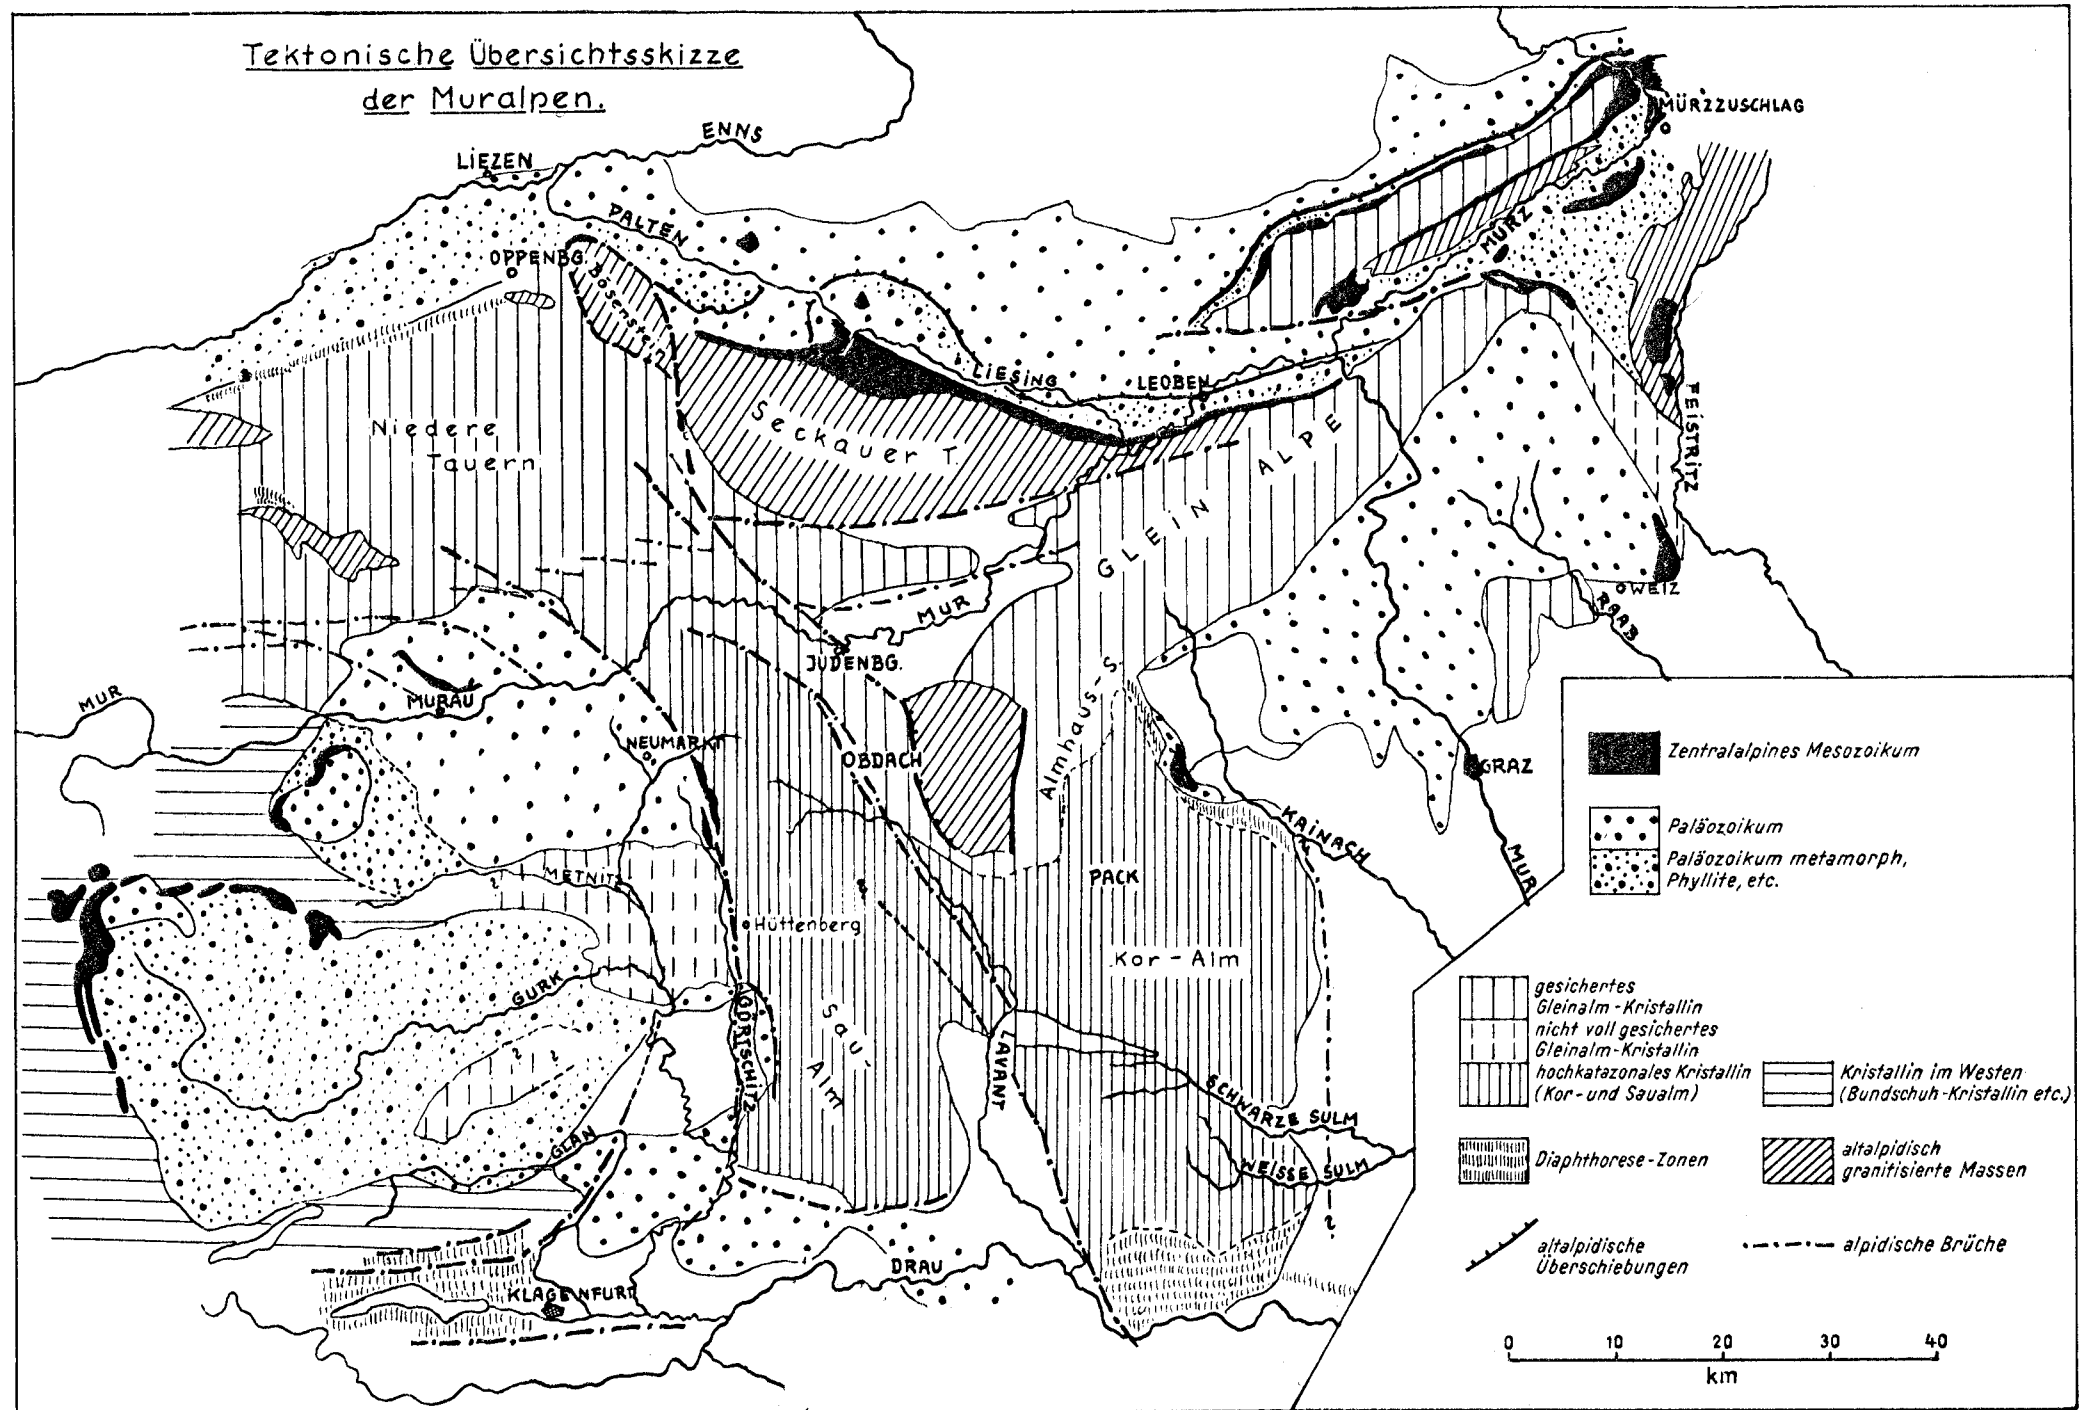 Tektonische Übersichtsskizze
der Muralpen.
ENNS
LIEZEN
MÜRZZUSCHLAG
PALTEN
OPPENBG.
Bösenstein
MÜRZ
LIESING
LEOBEN
Niedere
Tauern
Seckauer T.
GLEIN ALPE
FEISTRITZ
WEIZ
RAAB
MUR
JUDENBG.
MUR
MURAU
NEUMARKT
OBDACH
Almhaus-S.
GRAZ
KAINACH
MUR
METNITZ
PACK
Hüttenberg
Kor-Alm
GURK
GÖRTSCHITZ
Sau-
Alm
LAVANT
SCHWARZE SULM
WEISSE SULM
GLAN
DRAU
KLAGENFURT
Zentralalpines Mesozoikum
Paläozoikum
Paläozoikum metamorph,
Phyllite, etc.
gesichertes
Gleinalm-Kristallin
nicht voll gesichertes
Gleinalm-Kristallin
hochkatazonales Kristallin
(Kor- und Saualm)
Kristallin im Westen
(Bundschuh-Kristallin etc.)
Diaphthorese-Zonen
altalpidisch
granitisierte Massen
altalpidische
Überschiebungen
alpidische Brüche
0 10 20 30 40
km